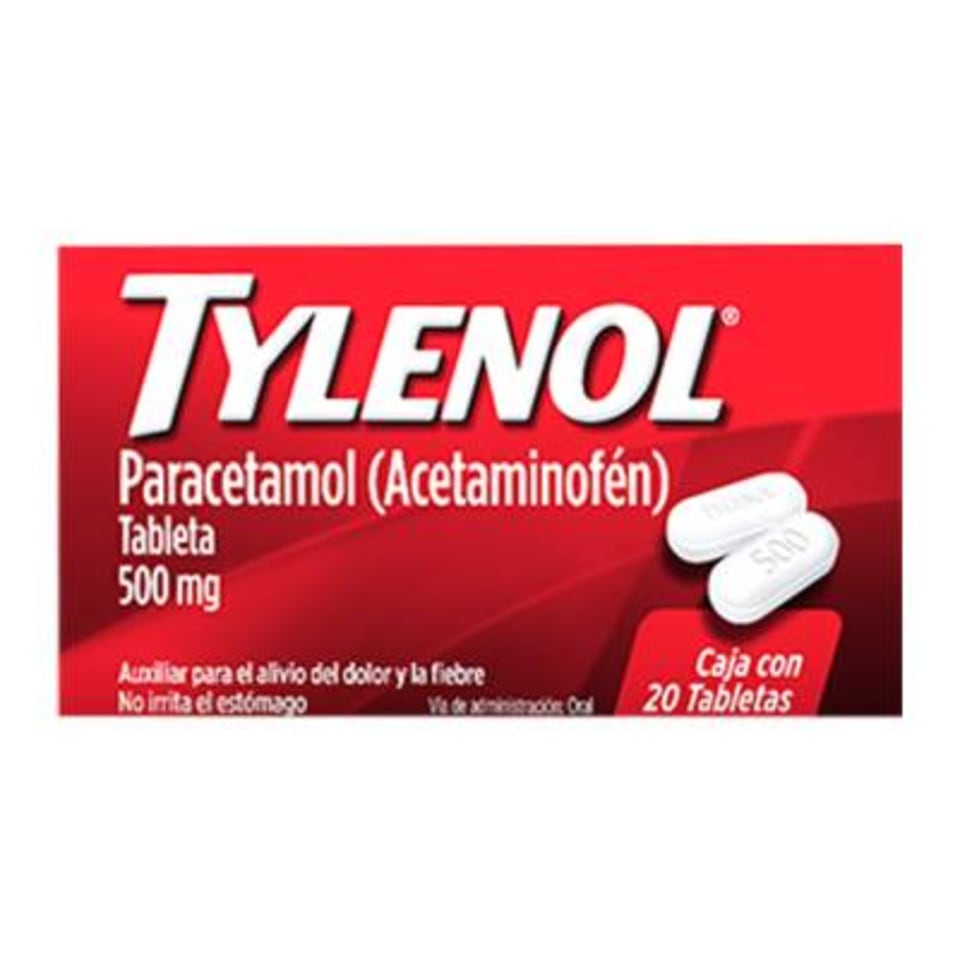 TYLENOL®
Paracetamol (Acetaminofén)
Tableta
500 mg
500
Auxiliar para el alivio del dolor y la fiebre
No irrita el estómago
Vía de administración: Oral
Caja con
20 Tabletas